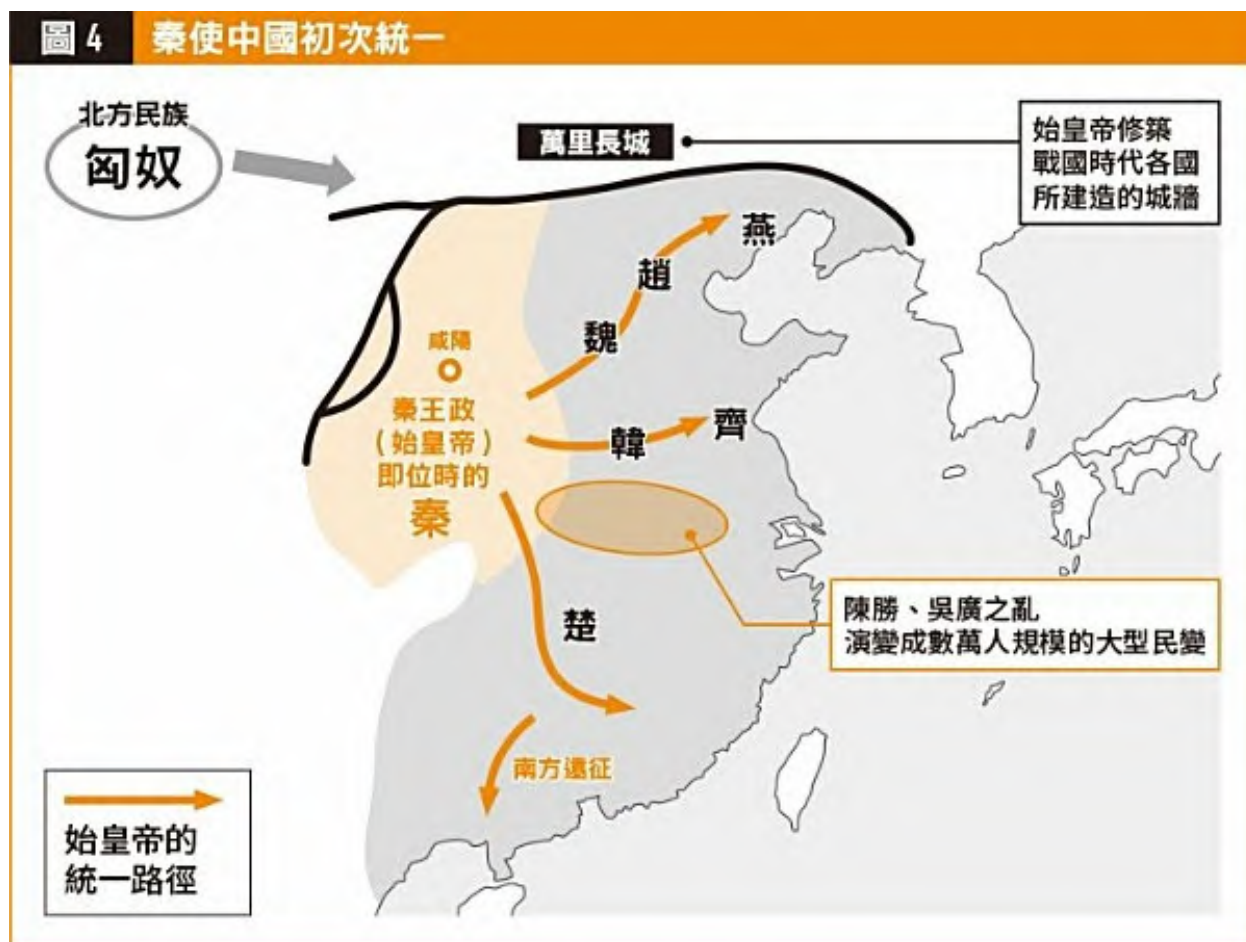 圖 4 秦使中國初次統一
北方民族
匈奴
萬里長城
始皇帝修築
戰國時代各國
所建造的城牆
燕
趙
魏
咸陽
秦王政
(始皇帝)
即位時的
秦
韓
齊
楚
陳勝、吳廣之亂
演變成數萬人規模的大型民變
南方遠征
始皇帝的
統一路徑